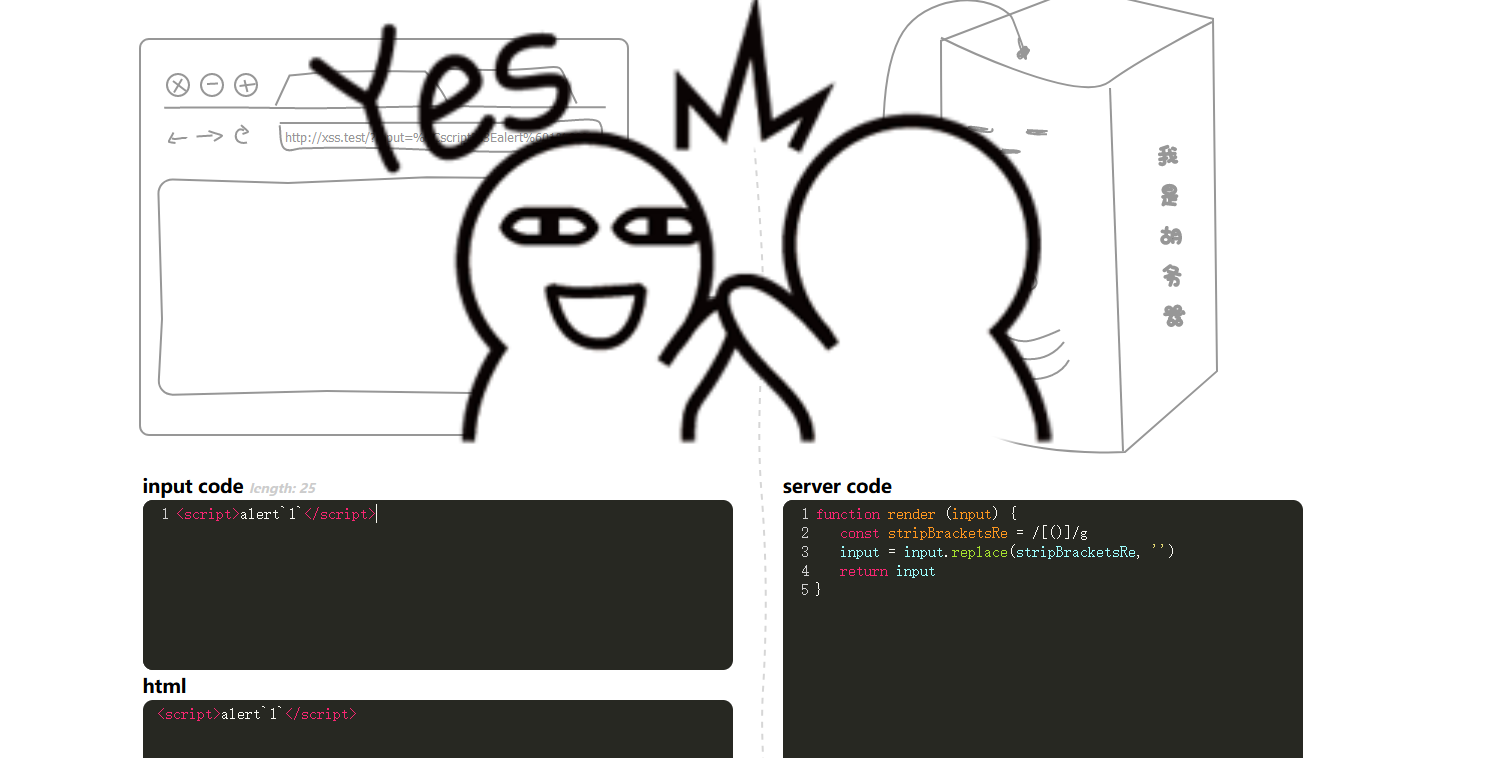 Yes
http://xss.test/
我是胡务器
input code length: 25
1 <script>alert`1`</script>
html
<script>alert`1`</script>
server code
1 function render (input) {
2 const stripBracketsRe = /[()]/g
3 input = input.replace(stripBracketsRe, '')
4 return input
5 }